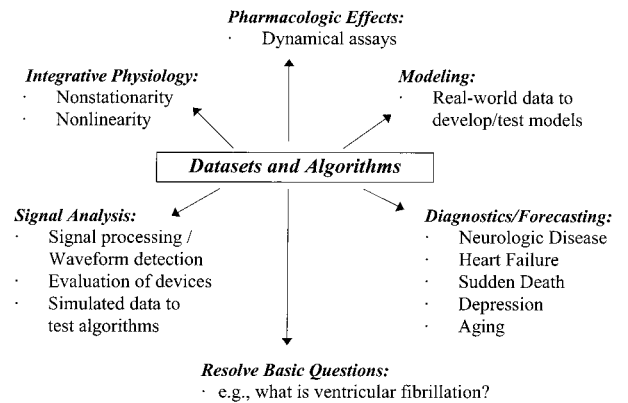 Pharmacologic Effects:
· Dynamical assays
Integrative Physiology:
· Nonstationarity
· Nonlinearity
Modeling:
· Real-world data to
develop/test models
Datasets and Algorithms
Signal Analysis:
· Signal processing /
Waveform detection
· Evaluation of devices
· Simulated data to
test algorithms
Diagnostics/Forecasting:
· Neurologic Disease
· Heart Failure
· Sudden Death
· Depression
· Aging
Resolve Basic Questions:
· e.g., what is ventricular fibrillation?